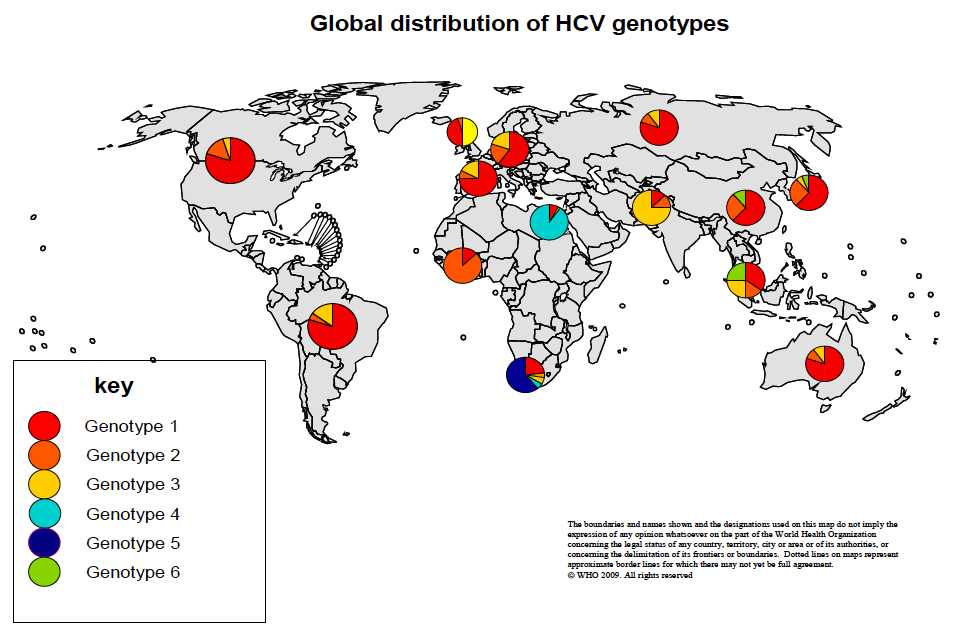 Global distribution of HCV genotypes
key
Genotype 1
Genotype 2
Genotype 3
Genotype 4
Genotype 5
Genotype 6
The boundaries and names shown and the designations used on this map do not imply the
expression of any opinion whatsoever on the part of the World Health Organization
concerning the legal status of any country, territory, city or area or of its authorities, or
concerning the delimitation of its frontiers or boundaries.  Dotted lines on maps represent
approximate border lines for which there may not yet be full agreement.
© WHO 2009. All rights reserved